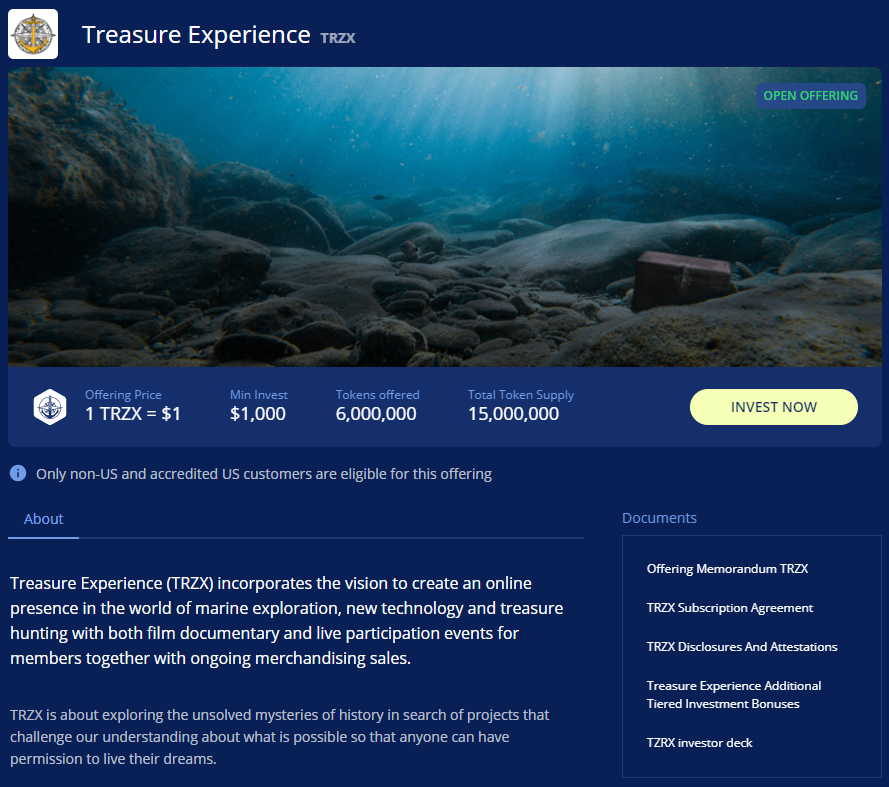 Treasure Experience TRZX
OPEN OFFERING
Offering Price
1 TRZX = $1
Min Invest
$1,000
Tokens offered
6,000,000
Total Token Supply
15,000,000
INVEST NOW
Only non-US and accredited US customers are eligible for this offering
About
Treasure Experience (TRZX) incorporates the vision to create an online
presence in the world of marine exploration, new technology and treasure
hunting with both film documentary and live participation events for
members together with ongoing merchandising sales.
TRZX is about exploring the unsolved mysteries of history in search of projects that
challenge our understanding about what is possible so that anyone can have
permission to live their dreams.
Documents
Offering Memorandum TRZX
TRZX Subscription Agreement
TRZX Disclosures And Attestations
Treasure Experience Additional
Tiered Investment Bonuses
TZRX investor deck